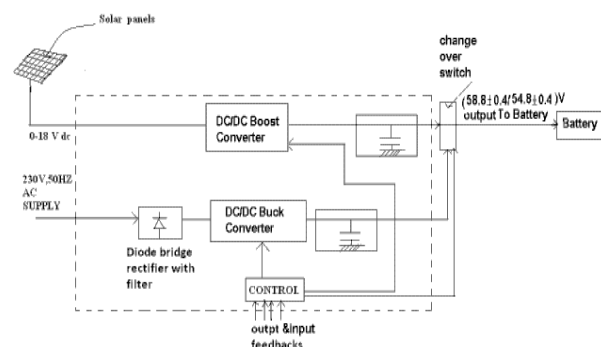 Solar panels
change
over
switch
(58.8±0.4/54.8±0.4)V
output To Battery
Battery
DC/DC Boost
Converter
0-18 V dc
230V,50HZ
AC
SUPPLY
DC/DC Buck
Converter
Diode bridge
rectifier with
filter
CONTROL
outpt &input
feedbacks